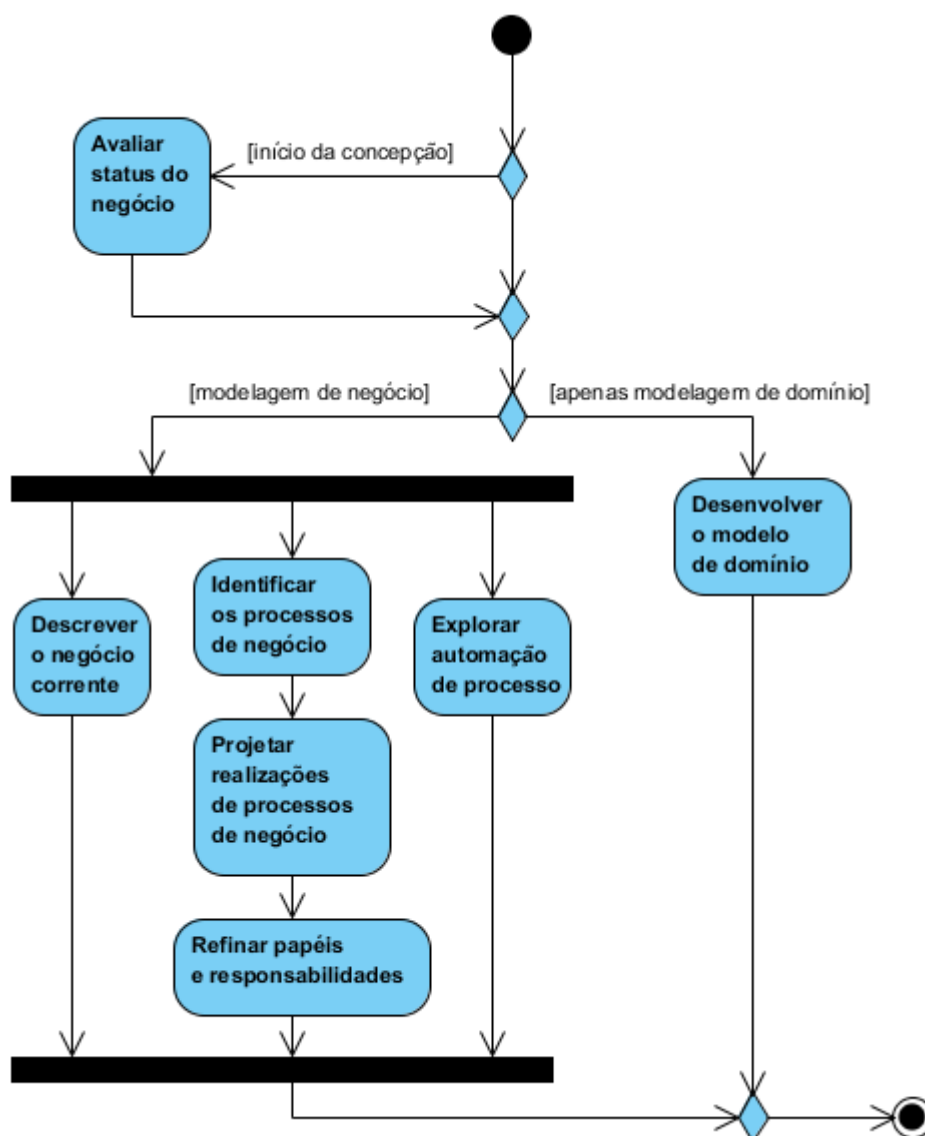 Avaliar
status do
negócio
[início da concepção]
[modelagem de negócio]
[apenas modelagem de domínio]
Desenvolver
o modelo
de domínio
Descrever
o negócio
corrente
Identificar
os processos
de negócio
Explorar
automação
de processo
Projetar
realizações
de processos
de negócio
Refinar papéis
e responsabilidades